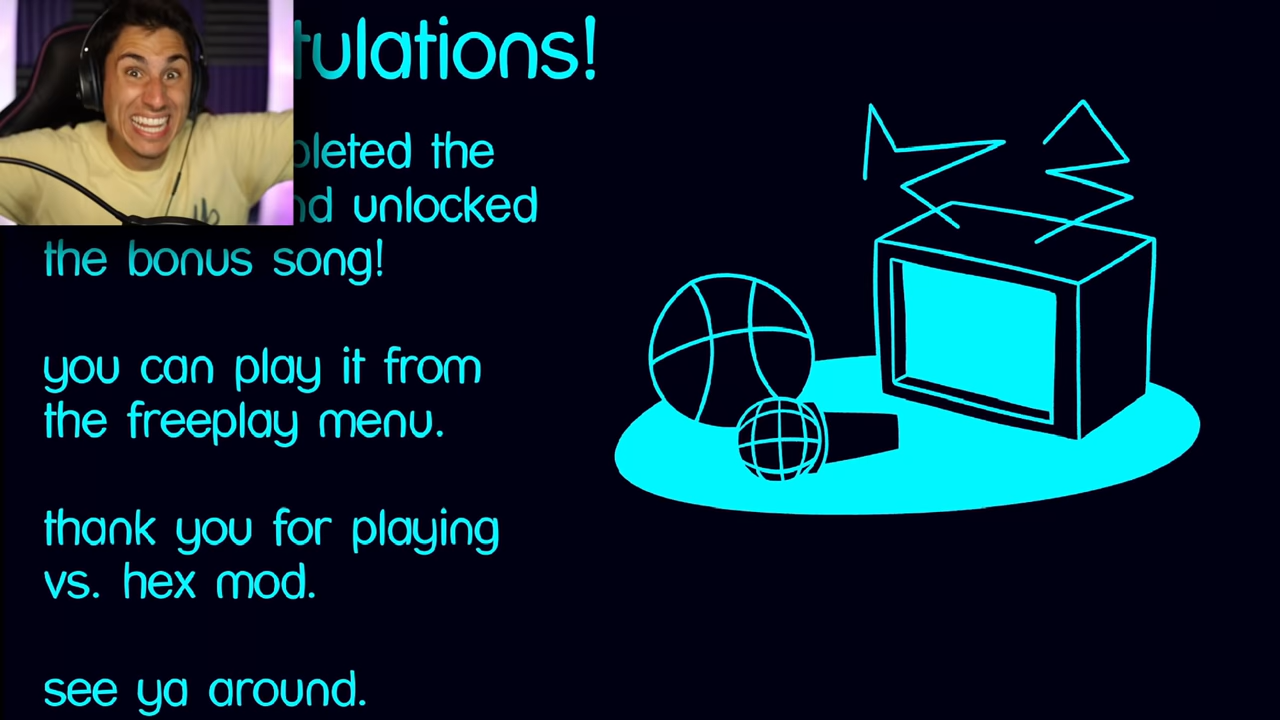 tulations!
pleted the
nd unlocked
the bonus song!
you can play it from
the freeplay menu.
thank you for playing
vs. hex mod.
see ya around.